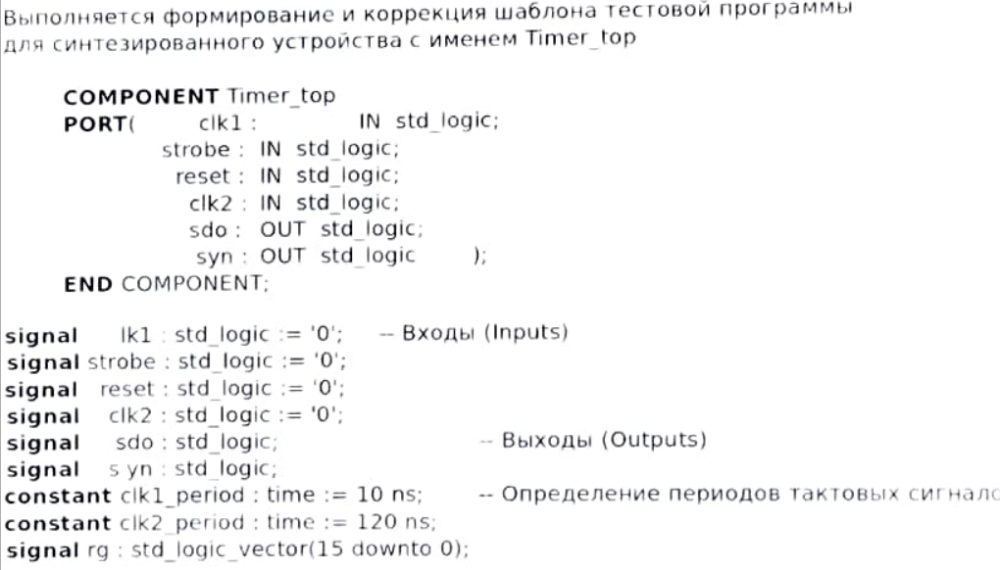 Выполняется формирование и коррекция шаблона тестовой программы
для синтезированного устройства с именем Timer_top
COMPONENT Timer_top
PORT( clk1 : IN std_logic;
strobe : IN std_logic;
reset : IN std_logic;
clk2 : IN std_logic;
sdo : OUT std_logic;
syn : OUT std_logic );
END COMPONENT;
signal lk1 : std_logic := '0'; -- Входы (Inputs)
signal strobe : std_logic := '0';
signal reset : std_logic := '0';
signal clk2 : std_logic := '0';
signal sdo : std_logic; -- Выходы (Outputs)
signal s yn : std_logic;
constant clk1_period : time := 10 ns; -- Определение периодов тактовых сигнало
constant clk2_period : time := 120 ns;
signal rg : std_logic_vector(15 downto 0);